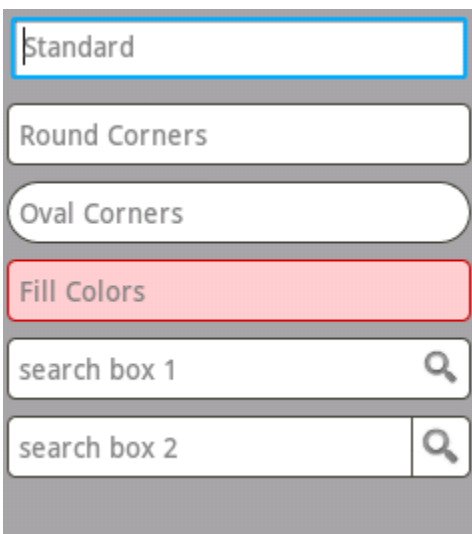 Standard
Round Corners
Oval Corners
Fill Colors
search box 1
search box 2